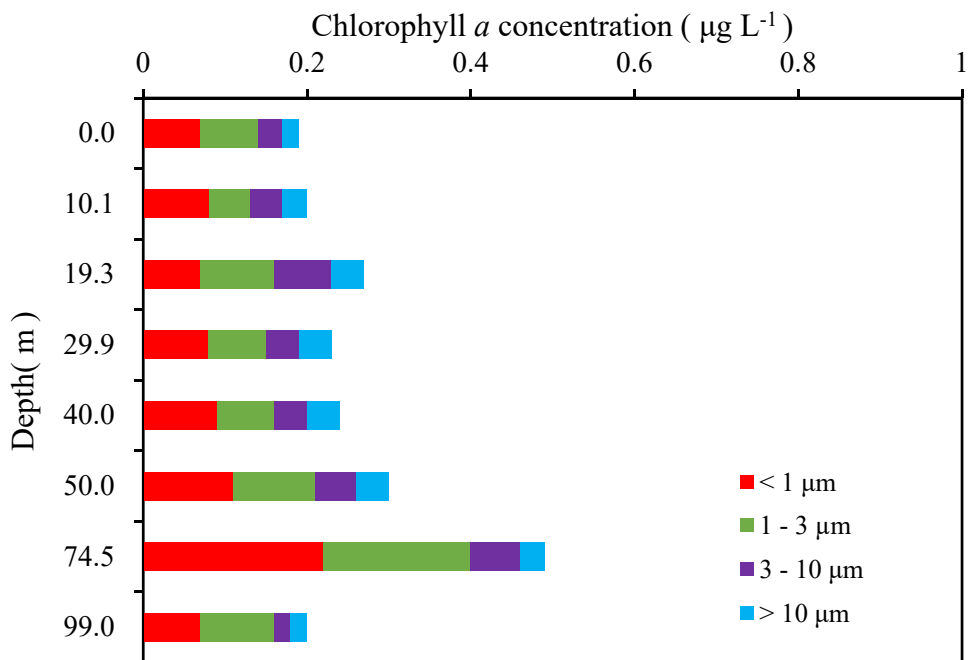 Chlorophyll a concentration ( μg L-1 )
0 0.2 0.4 0.6 0.8 1
Depth( m )
0.0
10.1
19.3
29.9
40.0
50.0
74.5
99.0
< 1 μm
1 - 3 μm
3 - 10 μm
> 10 μm